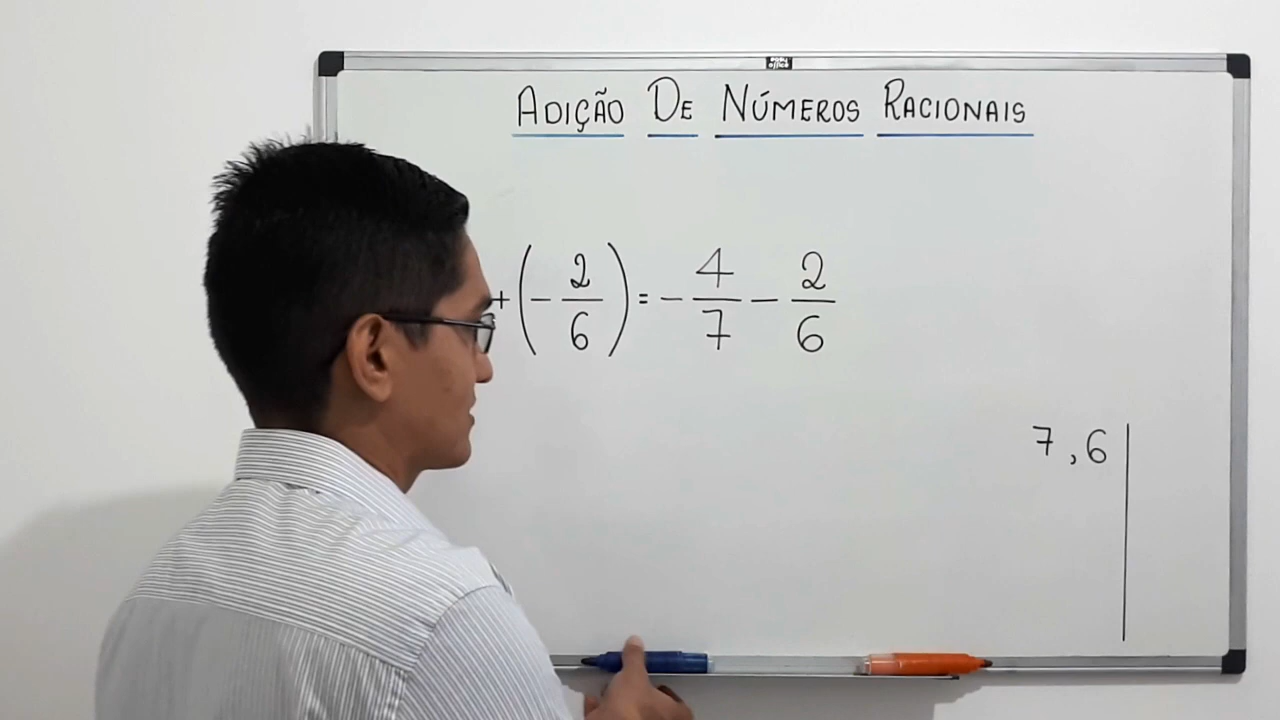 ADIÇÃO DE NÚMEROS RACIONAIS
+ (- 2/6) = - 4/7 - 2/6
7, 6